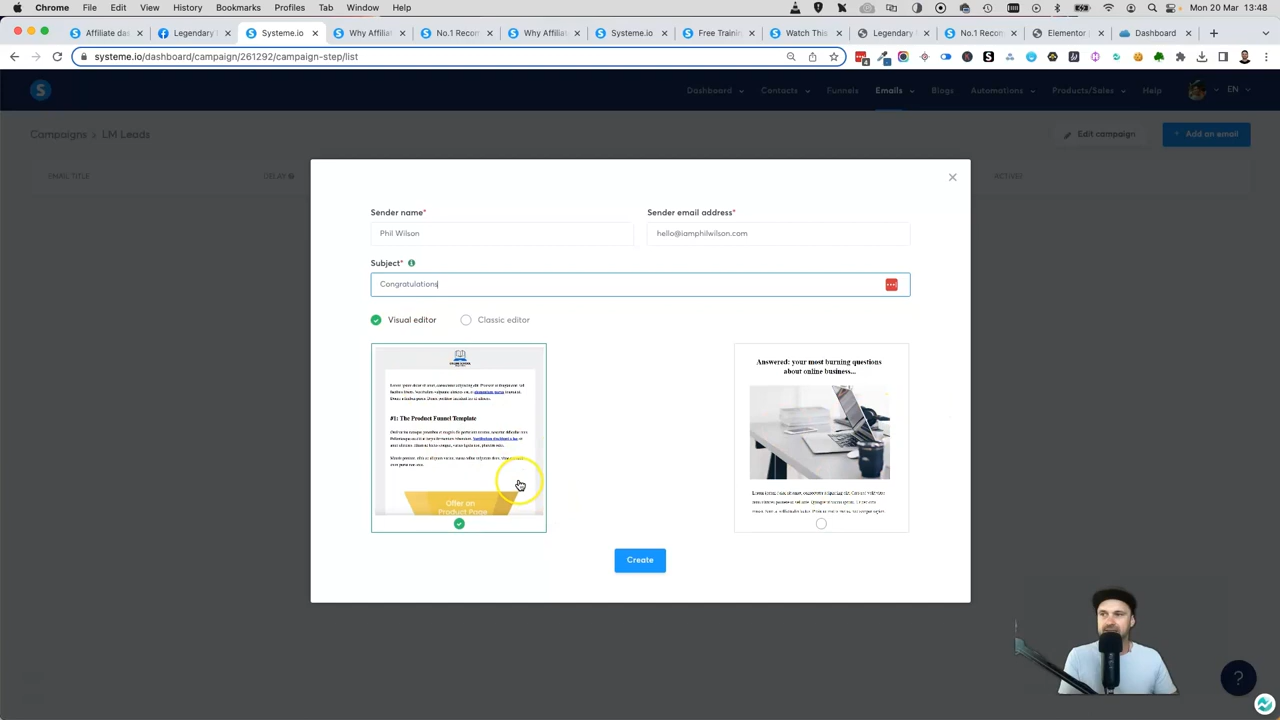 Chrome File Edit View History Bookmarks Profiles Tab Window Help Mon 20 Mar 13:48
Affiliate das Legendary Systeme.io Why Affilia No.1 Recom Why Affilia Systeme.io Free Trainin Watch This Legendary No.1 Recom Elementor Dashboard
systeme.io/dashboard/campaign/261292/campaign-step/list
Dashboard Contacts Funnels Emails Blogs Automations Products/Sales Help EN
Campaigns > LM Leads Edit campaign + Add an email
EMAIL TITLE DELAY
Sender name* Sender email address*
Phil Wilson hello@iamphilwilson.com
Subject*
Congratulations
Visual editor Classic editor
#1: The Product Funnel Template
Offer on
Product Page
Answered: your most burning questions
about online business...
Create
?